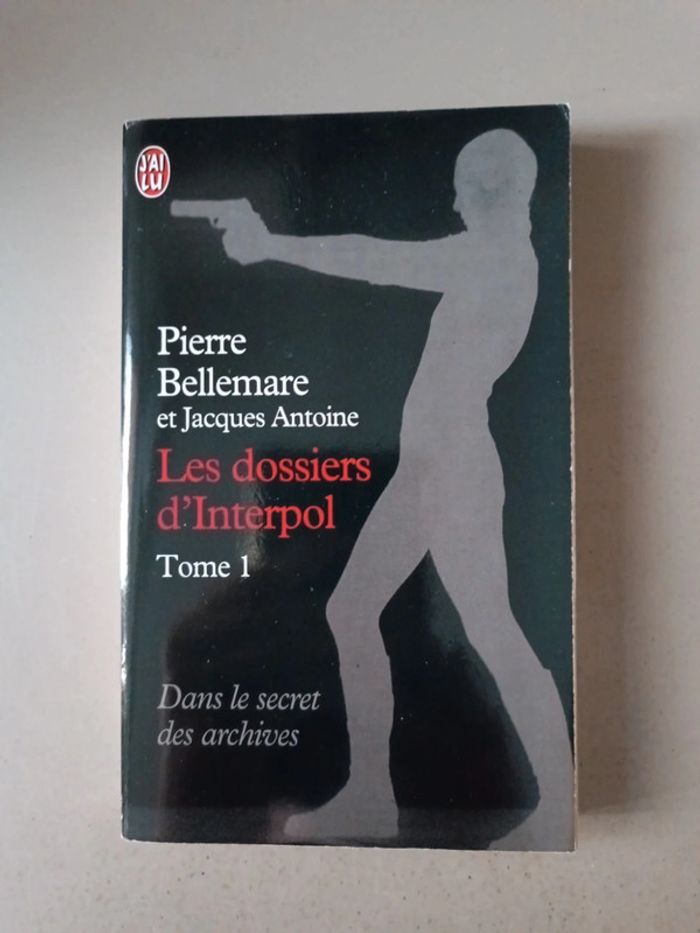 J'AI
LU
Pierre
Bellemare
et Jacques Antoine
Les dossiers
d'Interpol
Tome 1
Dans le secret
des archives